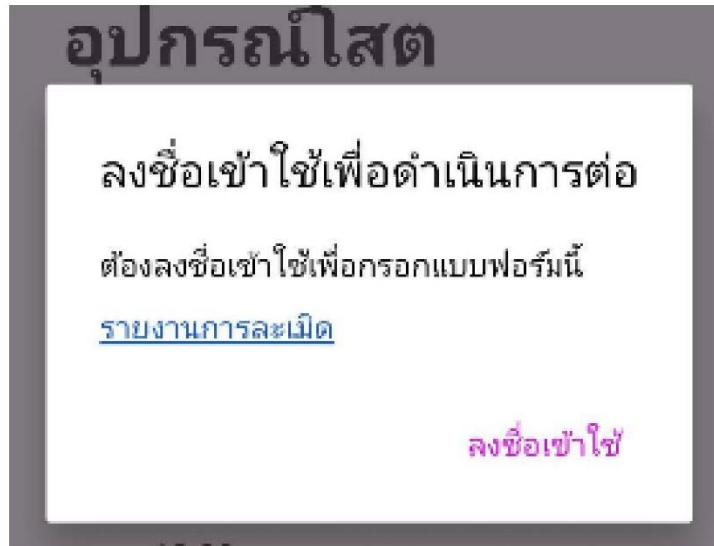 อุปกรณ์โสต
ลงชื่อเข้าใช้เพื่อดำเนินการต่อ
ต้องลงชื่อเข้าใช้เพื่อกรอกแบบฟอร์มนี้
รายงานการละเมิด
ลงชื่อเข้าใช้